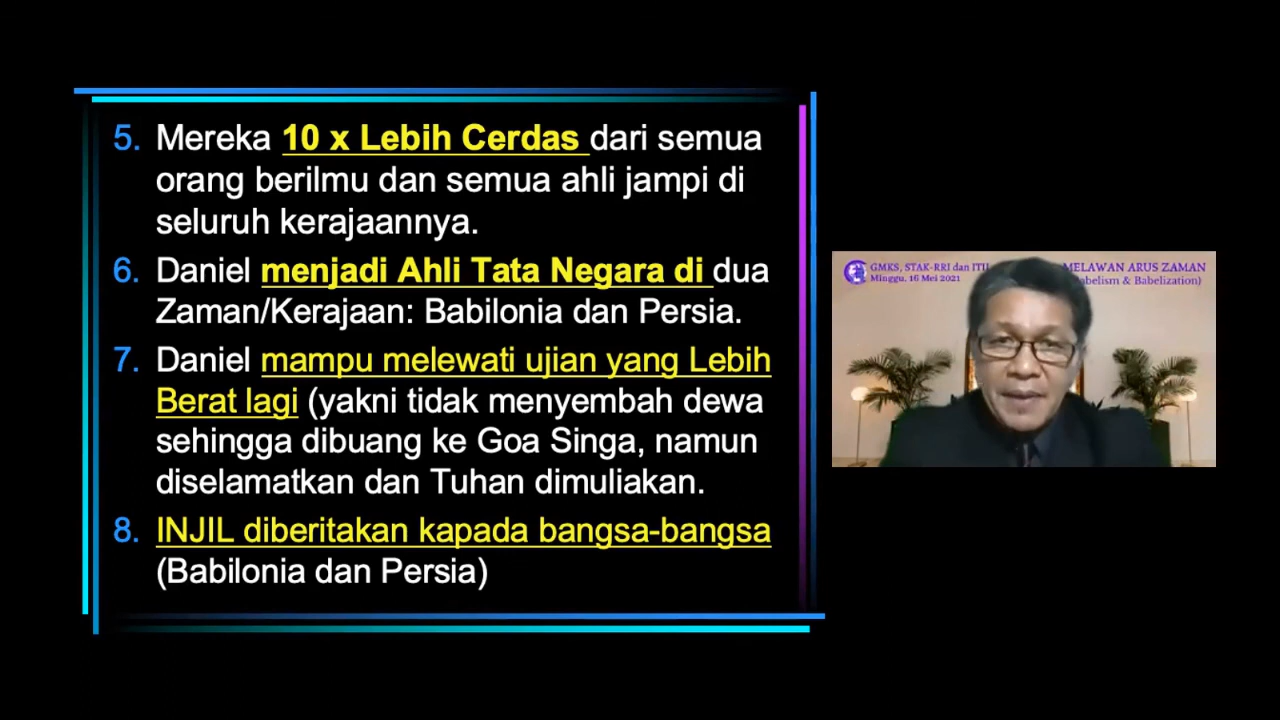 5. Mereka 10 x Lebih Cerdas dari semua
orang berilmu dan semua ahli jampi di
seluruh kerajaannya.
6. Daniel menjadi Ahli Tata Negara di dua
Zaman/Kerajaan: Babilonia dan Persia.
7. Daniel mampu melewati ujian yang Lebih
Berat lagi (yakni tidak menyembah dewa
sehingga dibuang ke Goa Singa, namun
diselamatkan dan Tuhan dimuliakan.
8. INJIL diberitakan kapada bangsa-bangsa
(Babilonia dan Persia)
GMKS, STAK-RRI dan MELAWAN ARUS ZAMAN
Minggu, 16 Mei 2021 & Babelization)